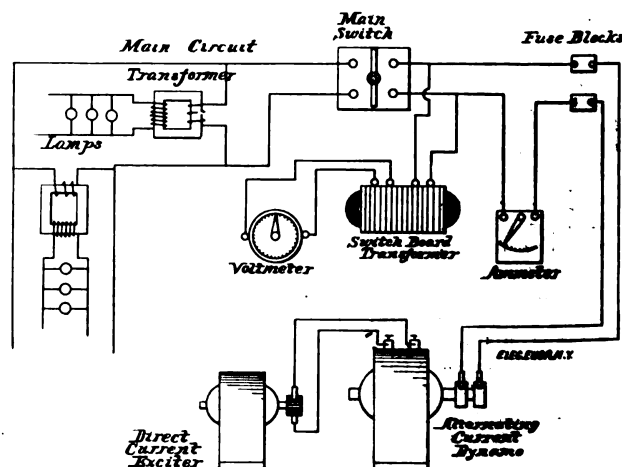 Main
Switch
Main Circuit
Fuse Blocks
Transformer
Lamps
Voltmeter
Switch Board
Transformer
Ammeter
Direct
Current
Exciter
Alternating
Current
Dynamo